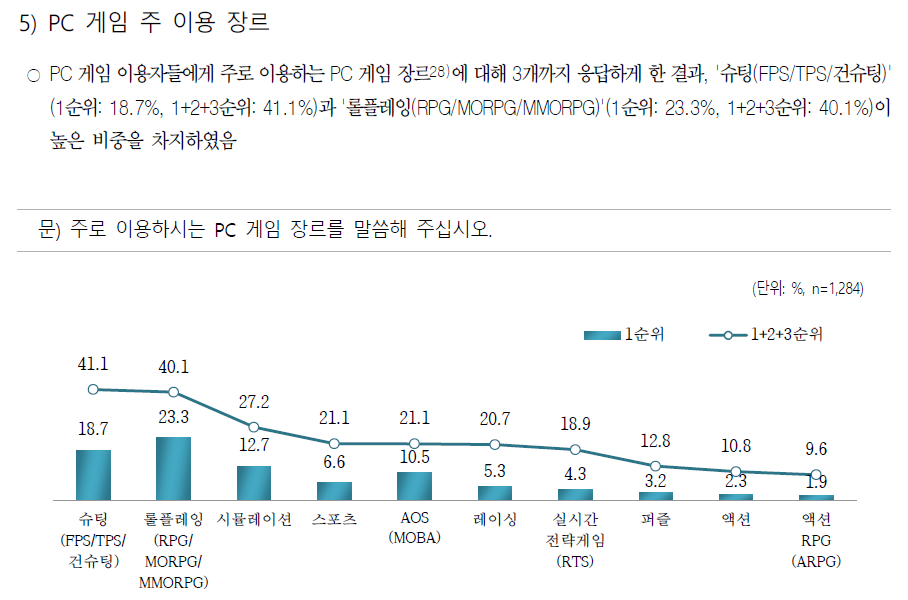 5) PC 게임 주 이용 장르
○ PC 게임 이용자들에게 주로 이용하는 PC 게임 장르28)에 대해 3개까지 응답하게 한 결과, '슈팅(FPS/TPS/건슈팅)'
(1순위: 18.7%, 1+2+3순위: 41.1%)과 '롤플레잉(RPG/MORPG/MMORPG)'(1순위: 23.3%, 1+2+3순위: 40.1%)이
높은 비중을 차지하였음
문) 주로 이용하시는 PC 게임 장르를 말씀해 주십시오.
(단위: %, n=1,284)
1순위 1+2+3순위
41.1 40.1 27.2 21.1 21.1 20.7 18.9 12.8 10.8 9.6
18.7 23.3 12.7 6.6 10.5 5.3 4.3 3.2 2.3 1.9
슈팅 롤플레잉 시뮬레이션 스포츠 AOS 레이싱 실시간 퍼즐 액션 액션
(FPS/TPS/ (RPG/ (MOBA) 전략게임 RPG
건슈팅) MORPG/ (RTS) (ARPG)
MMORPG)